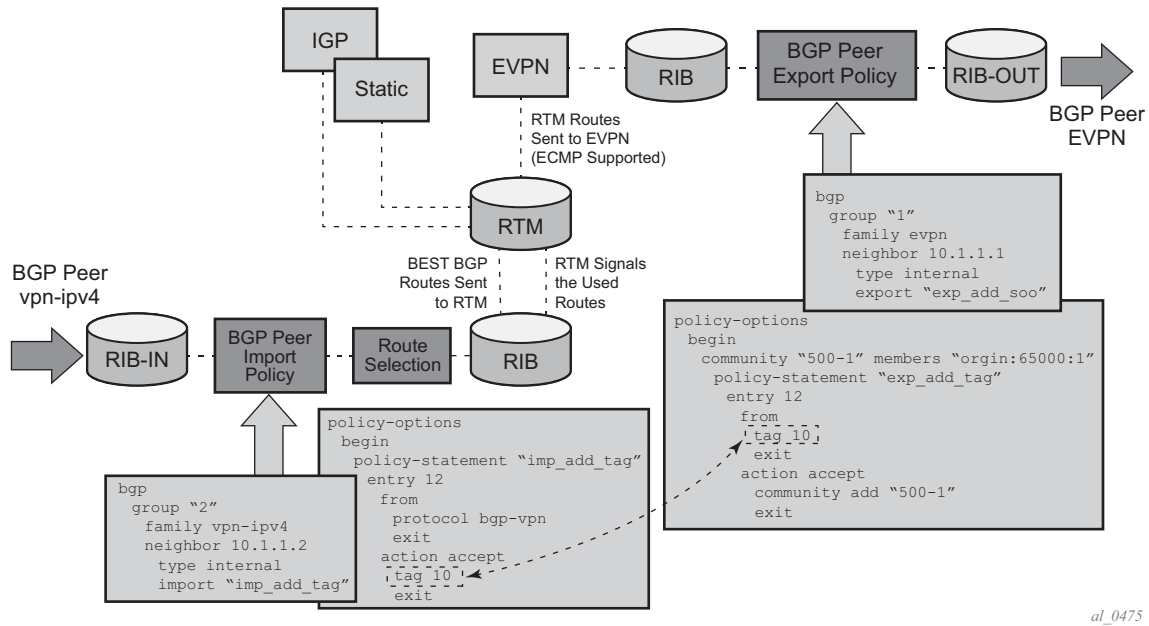 IGP
Static
EVPN
RIB
BGP Peer
Export Policy
RIB-OUT
BGP Peer
EVPN
RTM Routes
Sent to EVPN
(ECMP Supported)
RTM
BEST BGP
Routes Sent
to RTM
RTM Signals
the Used
Routes
BGP Peer
vpn-ipv4
RIB-IN
BGP Peer
Import
Policy
Route
Selection
RIB
bgp
group “1”
family evpn
neighbor 10.1.1.1
type internal
export “exp_add_soo”
policy-options
begin
community “500-1” members “orgin:65000:1”
policy-statement “exp_add_tag”
entry 12
from
tag 10
exit
action accept
community add “500-1”
exit
policy-options
begin
policy-statement “imp_add_tag”
entry 12
from
protocol bgp-vpn
exit
action accept
tag 10
exit
bgp
group “2”
family vpn-ipv4
neighbor 10.1.1.2
type internal
import “imp_add_tag”
al_0475